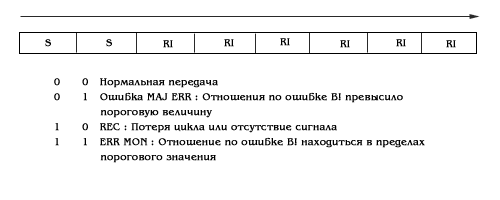 S S RI RI RI RI RI RI
0 0 Нормальная передача
0 1 Ошибка MAJ ERR : Отношения по ошибке BI превысило
пороговую величину
1 0 REC : Потеря цикла или отсутствие сигнала
1 1 ERR MON : Отношение по ошибке BI находиться в пределах
порогового значения